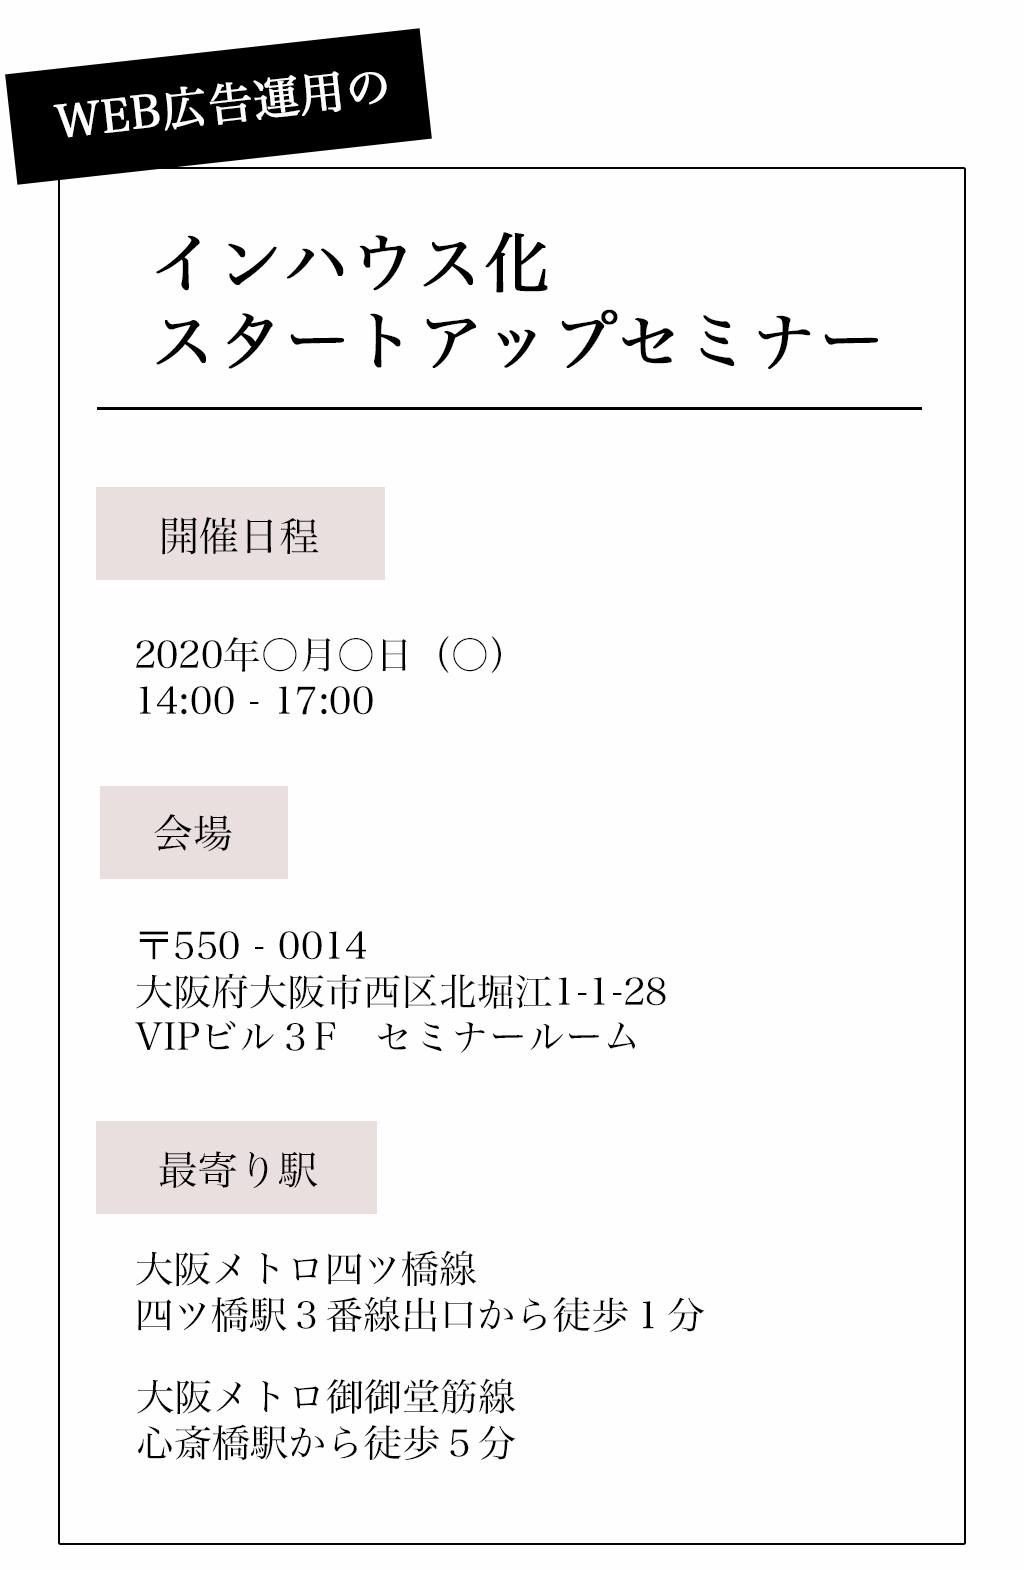 WEB広告運用の
インハウス化
スタートアップセミナー
開催日程
2020年◯月◯日（◯）
14:00 - 17:00
会場
〒550 - 0014
大阪府大阪市西区北堀江1-1-28
VIPビル３F　セミナールーム
最寄り駅
大阪メトロ四ツ橋線
四ツ橋駅３番線出口から徒歩１分
大阪メトロ御御堂筋線
心斎橋駅から徒歩５分